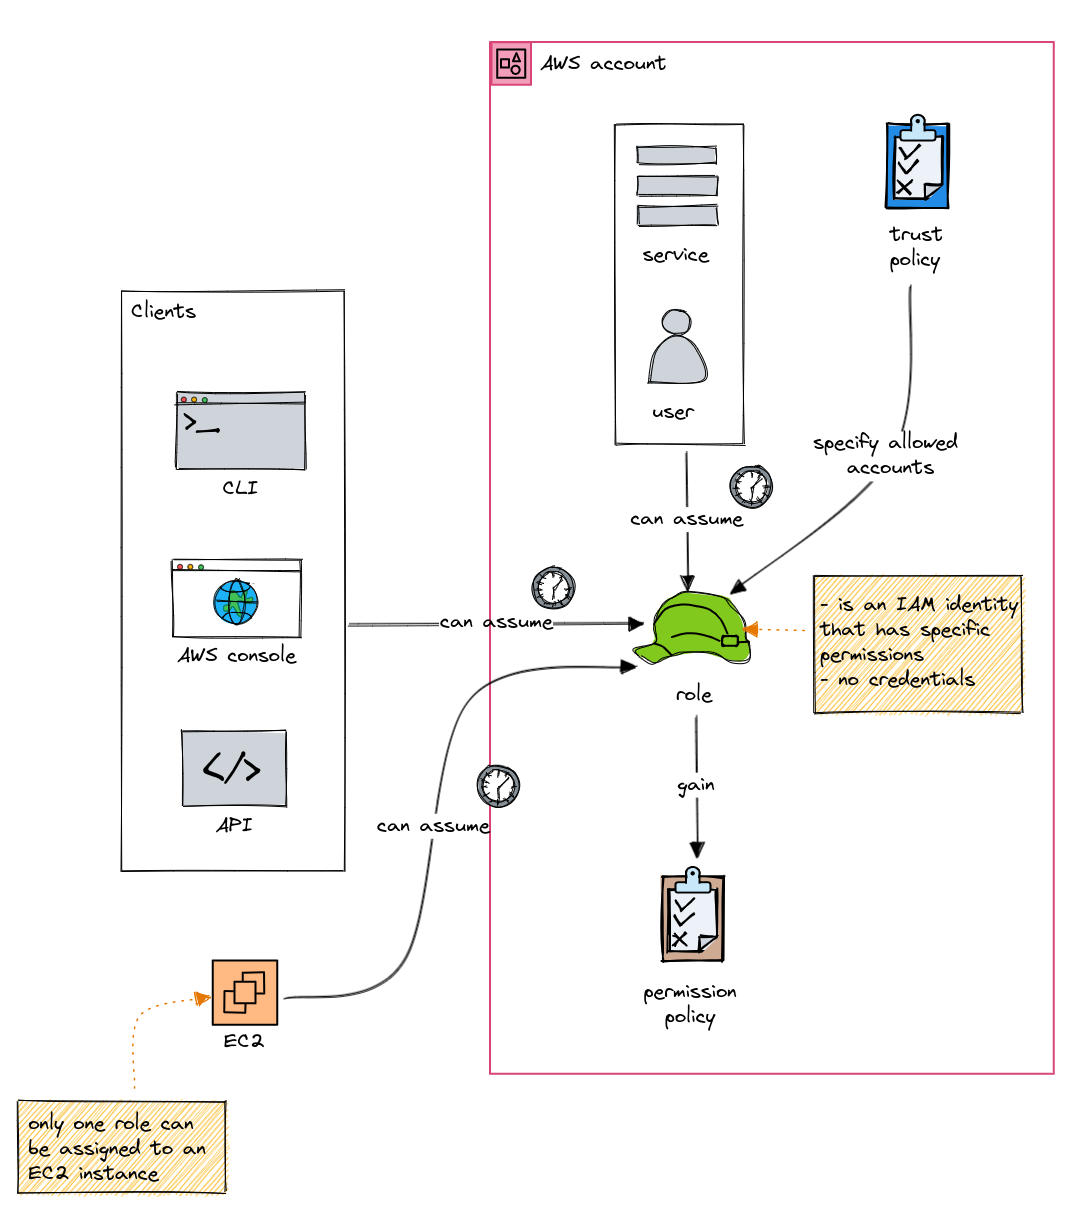 AWS account
service
user
trust
policy
specify allowed
accounts
can assume
Clients
>_
CLI
AWS console
</>
API
can assume
can assume
role
- is an IAM identity
that has specific
permissions
- no credentials
gain
permission
policy
EC2
only one role can
be assigned to an
EC2 instance